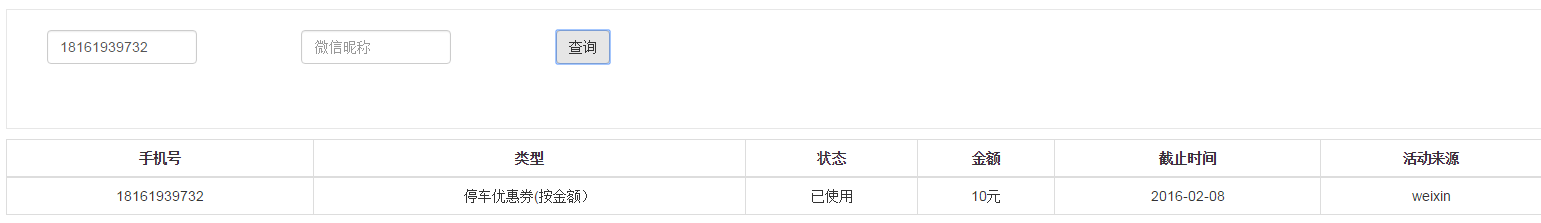 18161939732 微信昵称 查询
手机号 类型 状态 金额 截止时间 活动来源
18161939732 停车优惠券(按金额） 已使用 10元 2016-02-08 weixin